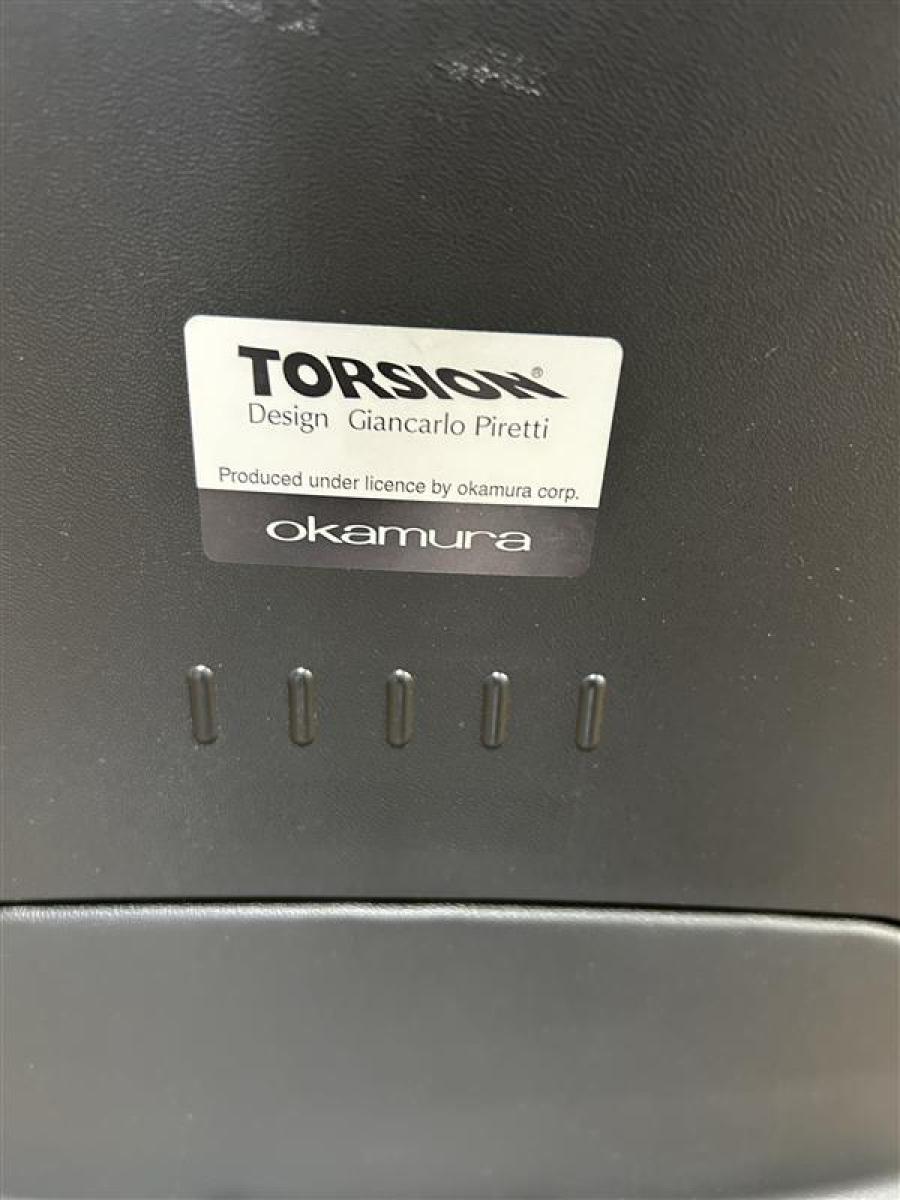 TORSION®
Design Giancarlo Piretti
Produced under licence by okamura corp.
okamura